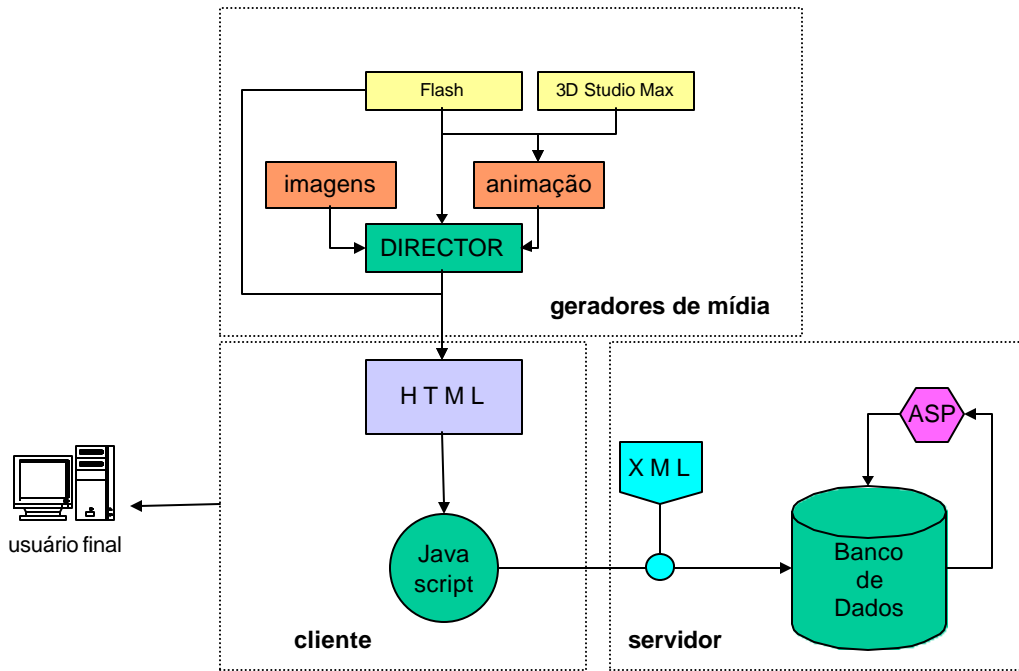 Flash
3D Studio Max
imagens
animação
DIRECTOR
geradores de mídia
H T M L
ASP
X M L
usuário final
Java
script
Banco
de
Dados
cliente
servidor